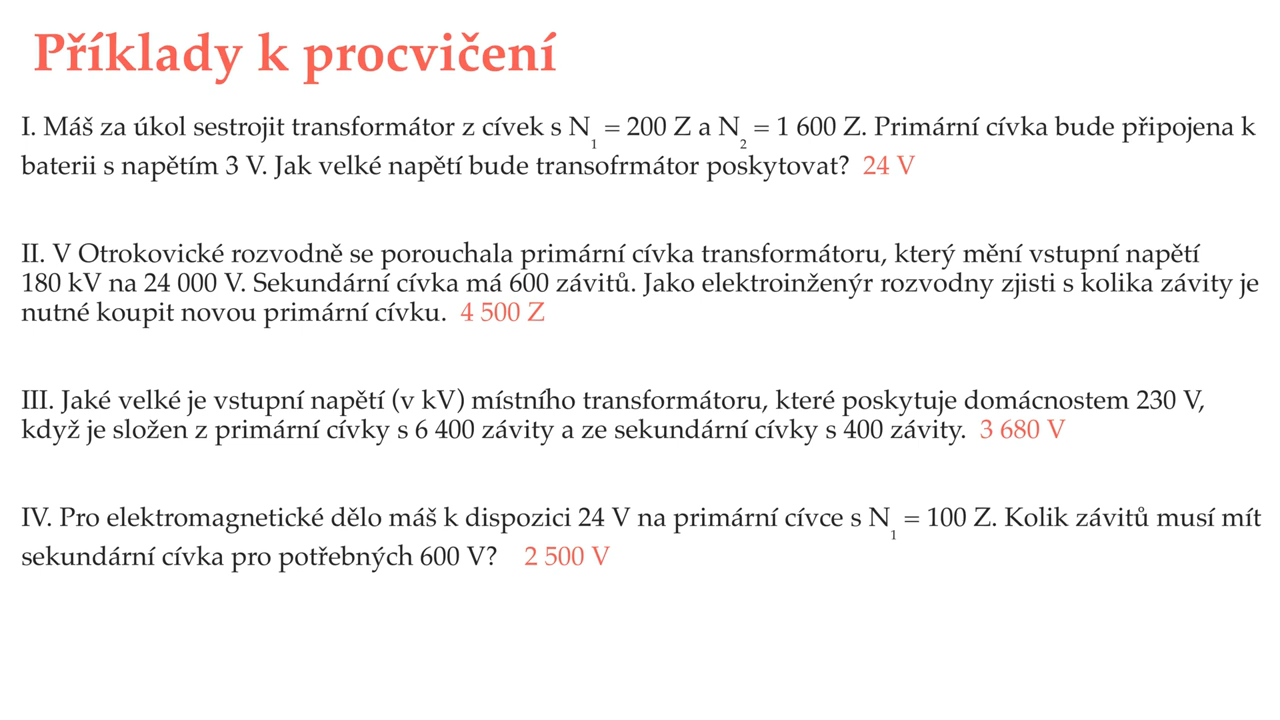 Příklady k procvičení
I. Máš za úkol sestrojit transformátor z cívek s N₁ = 200 Z a N₂ = 1 600 Z. Primární cívka bude připojena k
baterii s napětím 3 V. Jak velké napětí bude transofrmátor poskytovat? 24 V
II. V Otrokovické rozvodně se porouchala primární cívka transformátoru, který mění vstupní napětí
180 kV na 24 000 V. Sekundární cívka má 600 závitů. Jako elektroinženýr rozvodny zjisti s kolika závity je
nutné koupit novou primární cívku. 4 500 Z
III. Jaké velké je vstupní napětí (v kV) místního transformátoru, které poskytuje domácnostem 230 V,
když je složen z primární cívky s 6 400 závity a ze sekundární cívky s 400 závity. 3 680 V
IV. Pro elektromagnetické dělo máš k dispozici 24 V na primární cívce s N₁ = 100 Z. Kolik závitů musí mít
sekundární cívka pro potřebných 600 V? 2 500 V